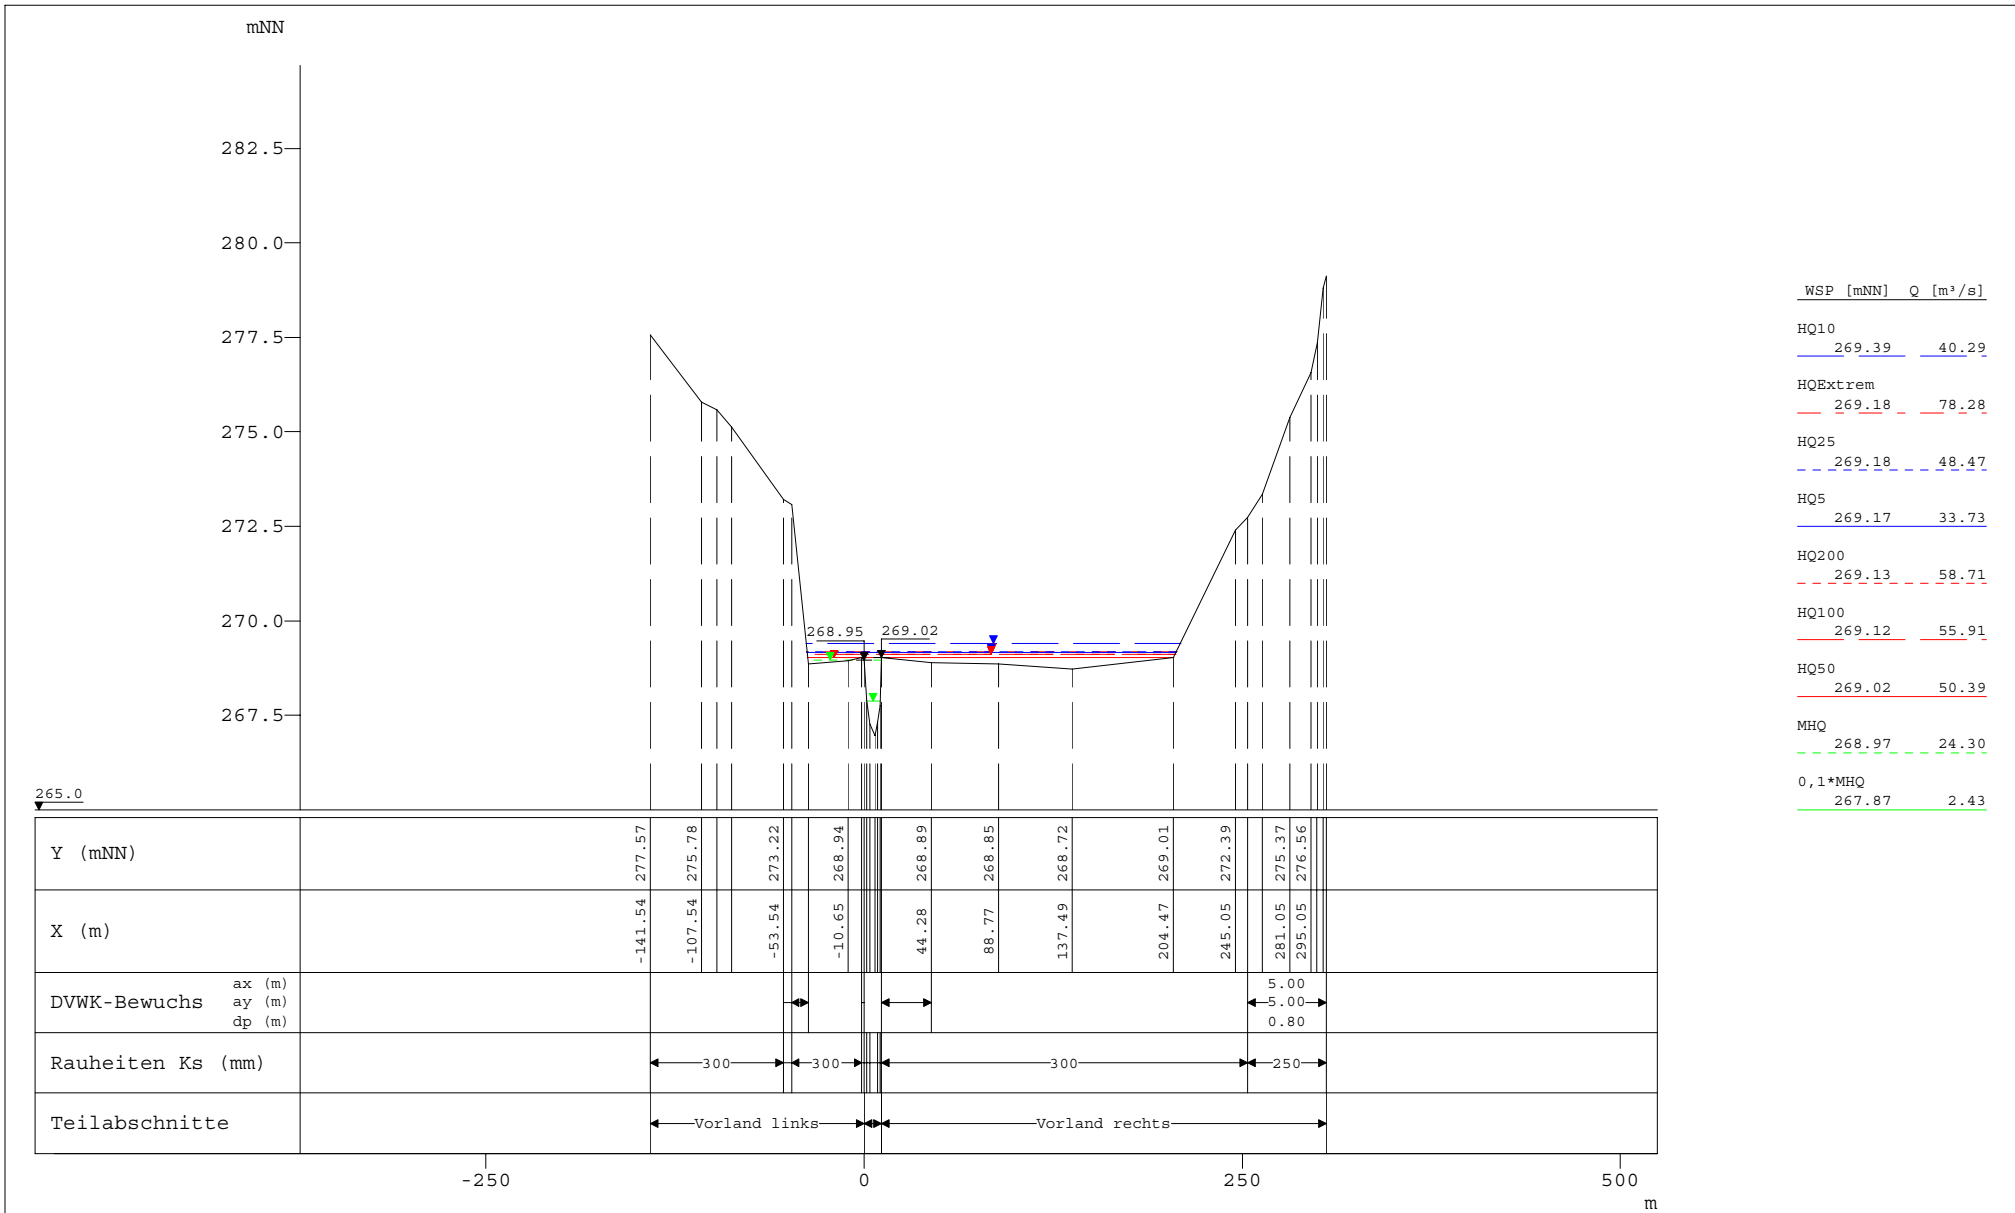 mNN
282.5
280.0
277.5
275.0
272.5
270.0
267.5
268.95
269.02
265.0
WSP [mNN] Q [m³/s]
HQ10
269.39 40.29
HQExtrem
269.18 78.28
HQ25
269.18 48.47
HQ5
269.17 33.73
HQ200
269.13 58.71
HQ100
269.12 55.91
HQ50
269.02 50.39
MHQ
268.97 24.30
0,1*MHQ
267.87 2.43
Y (mNN) 277.57 275.78 273.22 268.94 268.89 268.85 268.72 269.01 272.39 275.37 276.56
X (m) -141.54 -107.54 -53.54 -10.65 44.28 88.77 137.49 204.47 245.05 281.05 295.05
DVWK-Bewuchs
ax (m) 5.00
ay (m) 5.00
dp (m) 0.80
Rauheiten Ks (mm) 300 300 300 250
Teilabschnitte Vorland links Vorland rechts
-250 0 250 500
m